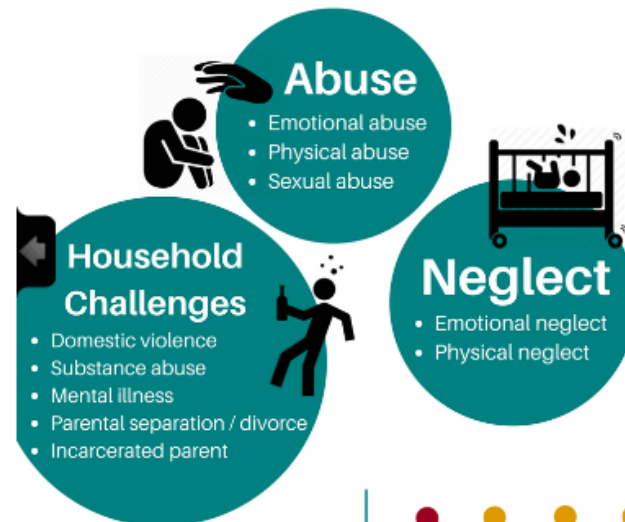 Abuse
• Emotional abuse
• Physical abuse
• Sexual abuse
Household
Challenges
• Domestic violence
• Substance abuse
• Mental illness
• Parental separation / divorce
• Incarcerated parent
Neglect
• Emotional neglect
• Physical neglect